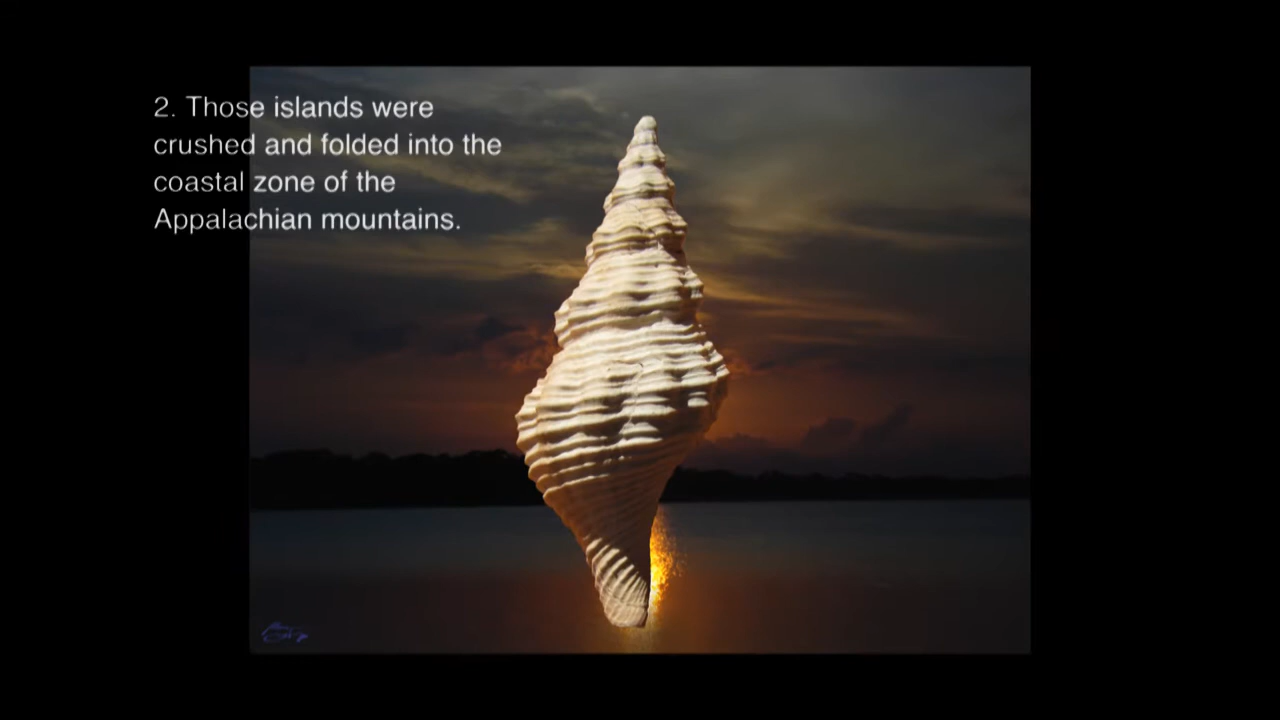 2. Those islands were
crushed and folded into the
coastal zone of the
Appalachian mountains.